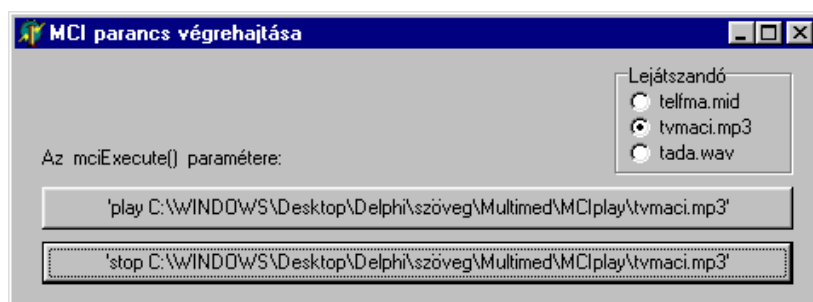 MCI parancs végrehajtása
Lejátszandó
telfma.mid
tvmaci.mp3
tada.wav
Az mciExecute() paramétere:
'play C:\WINDOWS\Desktop\Delphi\szöveg\Multimed\MCIplay\tvmaci.mp3'
'stop C:\WINDOWS\Desktop\Delphi\szöveg\Multimed\MCIplay\tvmaci.mp3'